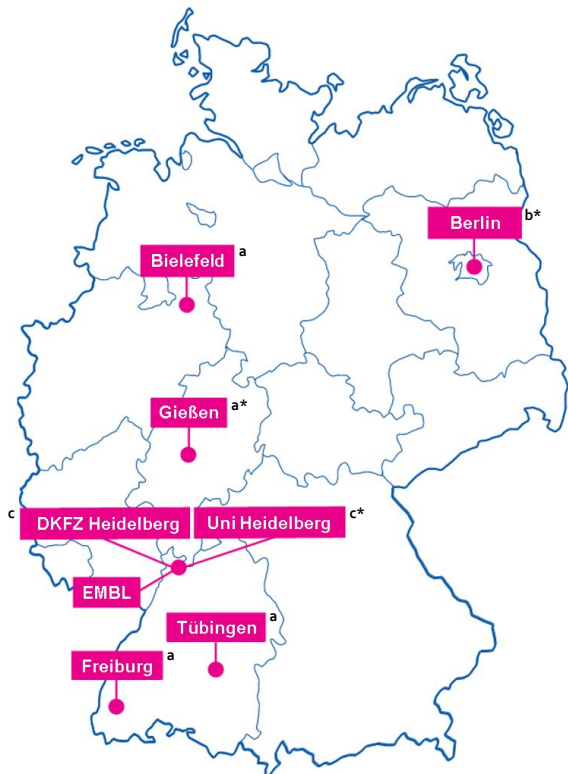 Berlin b*
Bielefeld a
Gießen a*
c DKFZ Heidelberg
Uni Heidelberg c*
EMBL
Tübingen a
Freiburg a